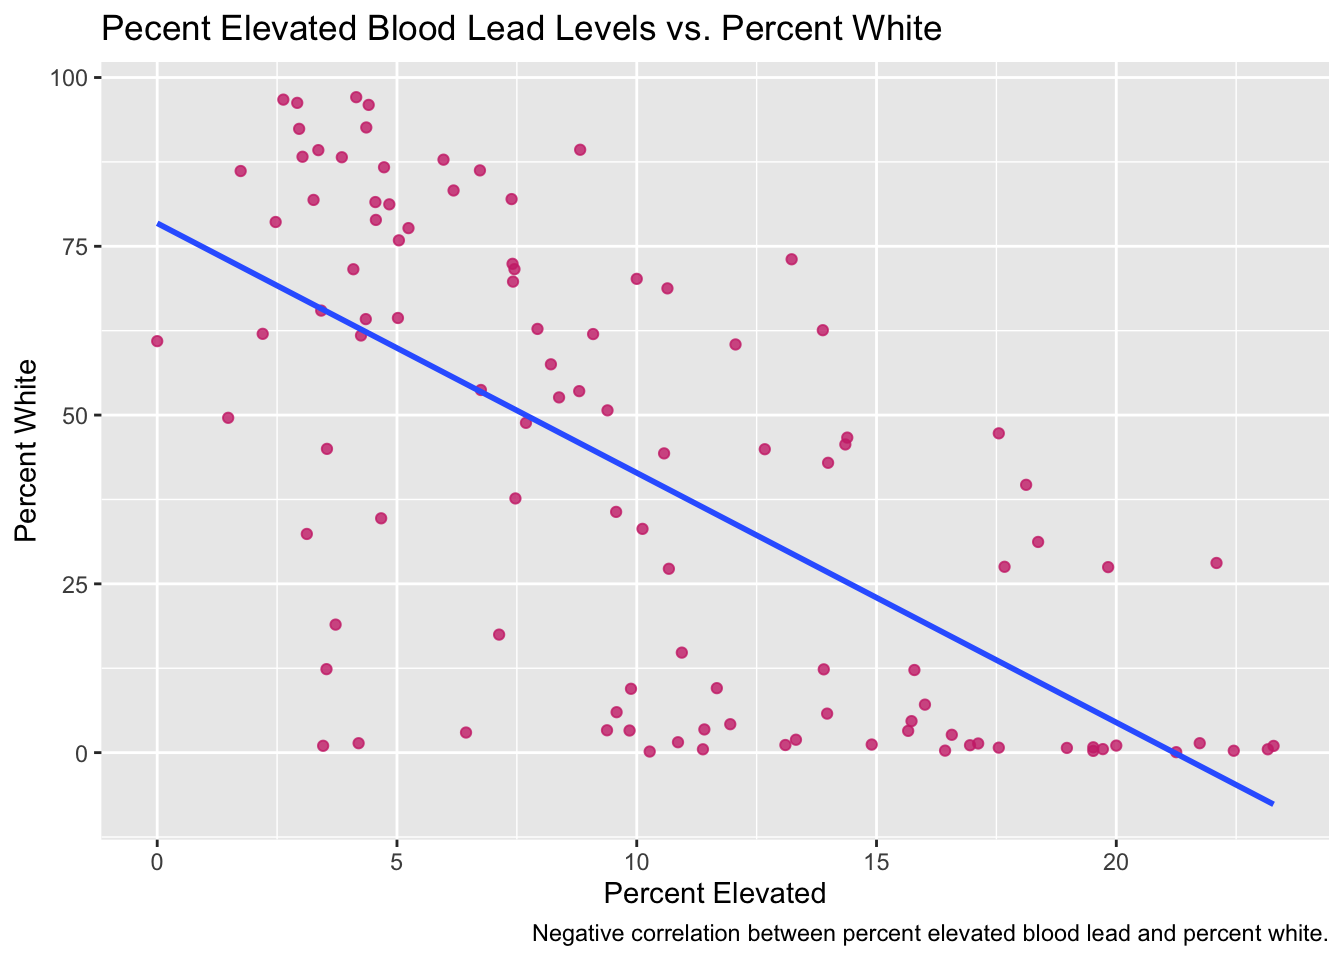 Pecent Elevated Blood Lead Levels vs. Percent White
100
75
50
25
0
Percent White
0 5 10 15 20
Percent Elevated
Negative correlation between percent elevated blood lead and percent white.